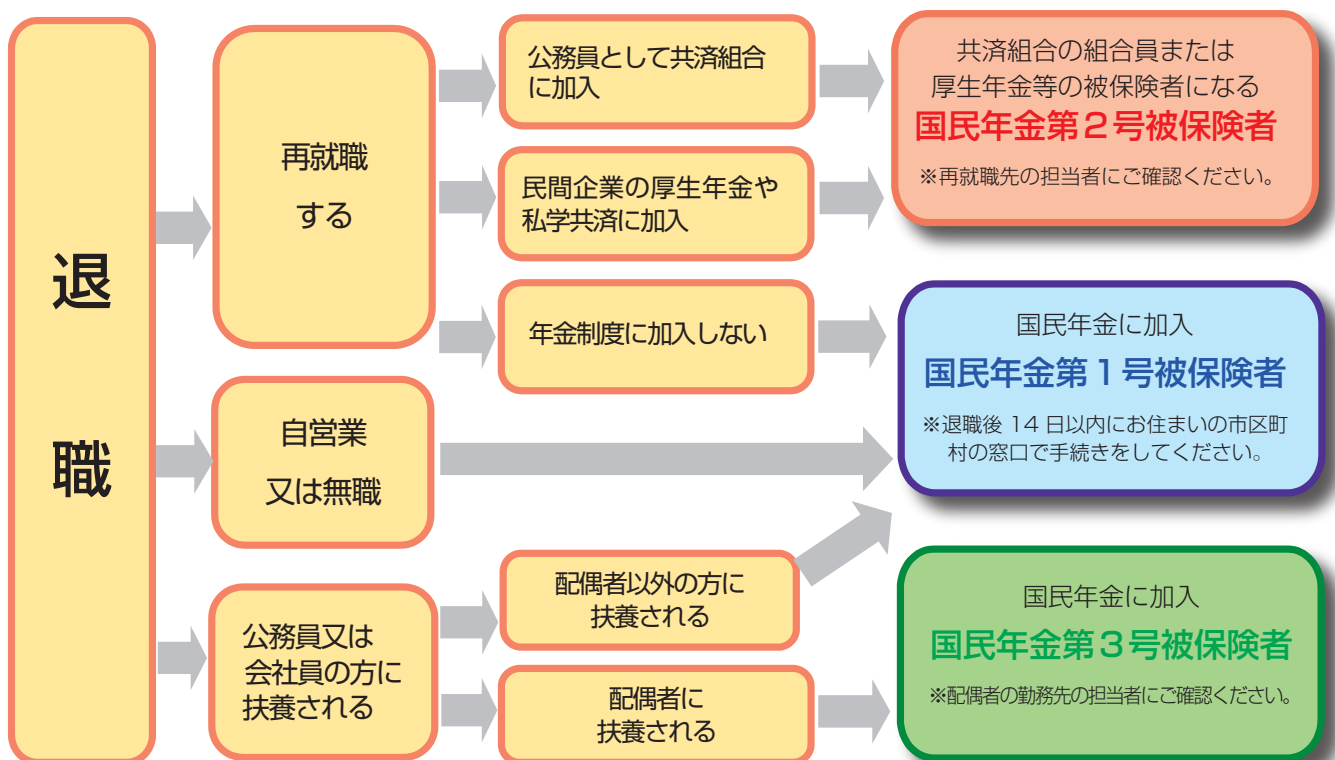 退
職
再就職
する
公務員として共済組合
に加入
共済組合の組合員または
厚生年金等の被保険者になる
国民年金第２号被保険者
※再就職先の担当者にご確認ください。
民間企業の厚生年金や
私学共済に加入
年金制度に加入しない
国民年金に加入
国民年金第１号被保険者
※退職後 14 日以内にお住まいの市区町
村の窓口で手続きをしてください。
自営業
又は無職
公務員又は
会社員の方に
扶養される
配偶者以外の方に
扶養される
配偶者に
扶養される
国民年金に加入
国民年金第３号被保険者
※配偶者の勤務先の担当者にご確認ください。